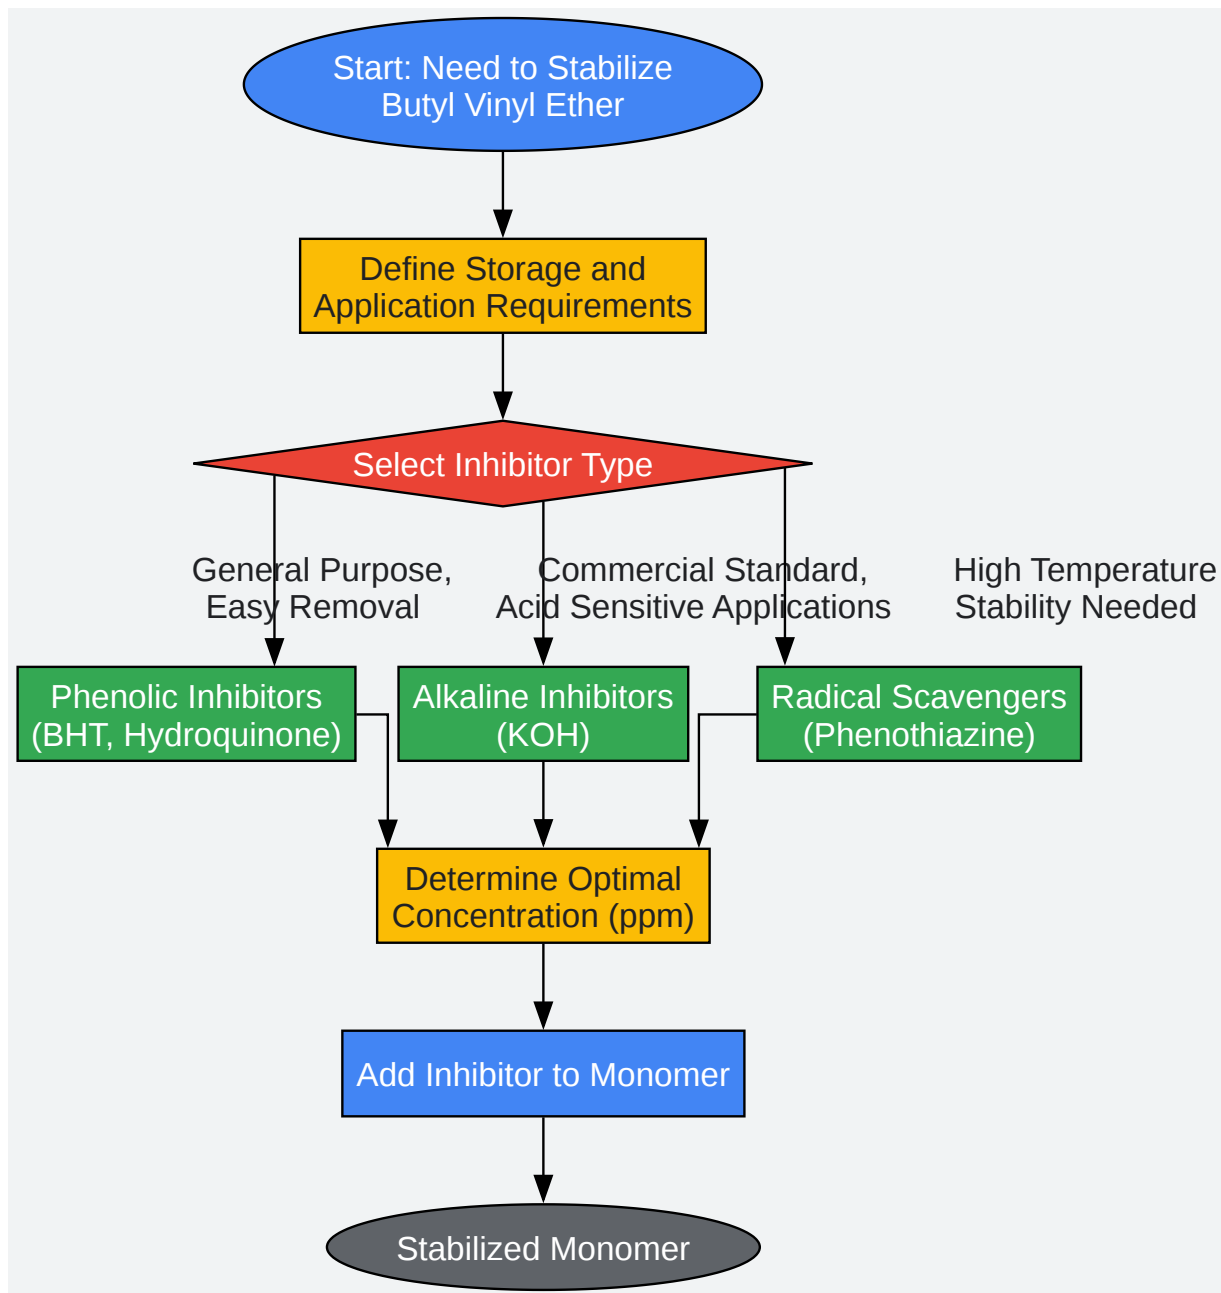 Start: Need to Stabilize
Butyl Vinyl Ether
Define Storage and
Application Requirements
Select Inhibitor Type
General Purpose,
Easy Removal
Commercial Standard,
Acid Sensitive Applications
High Temperature
Stability Needed
Phenolic Inhibitors
(BHT, Hydroquinone)
Alkaline Inhibitors
(KOH)
Radical Scavengers
(Phenothiazine)
Determine Optimal
Concentration (ppm)
Add Inhibitor to Monomer
Stabilized Monomer